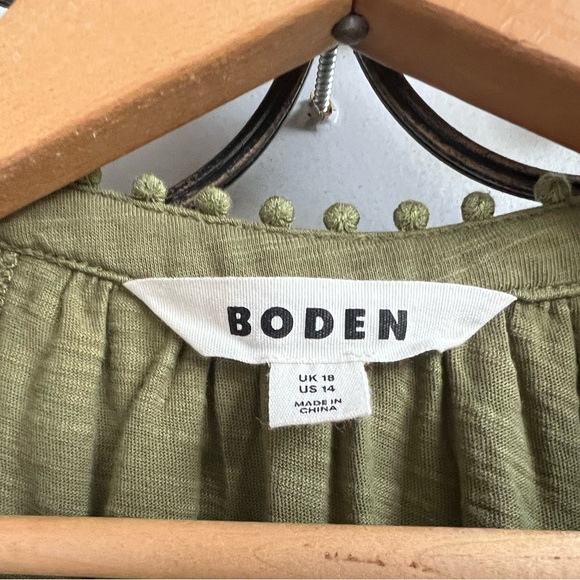 BODEN
UK 18
US 14
MADE IN
CHINA